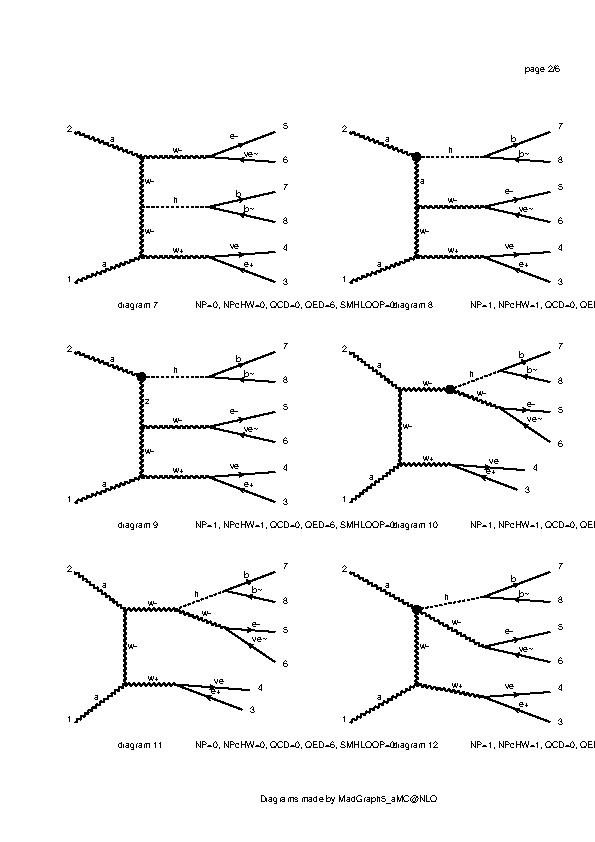 page 2/6
2
a
w-
e-
5
ve~
6
w-
h
b
7
b~
8
w-
a
w+
ve
4
e+
3
1
diagram 7
NP=0, NPcHW=0, QCD=0, QED=6, SMHLOOP=0
2
a
h
b
7
b~
8
a
w-
e-
5
ve~
6
w-
a
w+
ve
4
e+
3
1
diagram 8
NP=1, NPcHW=1, QCD=0, QE
2
a
h
b
7
b~
8
z
w-
e-
5
ve~
6
w-
a
w+
ve
4
e+
3
1
diagram 9
NP=1, NPcHW=1, QCD=0, QED=6, SMHLOOP=0
2
a
w-
h
b
7
b~
8
w-
e-
5
ve~
6
w-
a
w+
ve
4
e+
3
1
diagram 10
NP=1, NPcHW=1, QCD=0, QE
2
a
w-
h
b
7
b~
8
w-
e-
5
ve~
6
w-
a
w+
ve
4
e+
3
1
diagram 11
NP=0, NPcHW=0, QCD=0, QED=6, SMHLOOP=0
2
a
h
b
7
b~
8
w-
e-
5
ve~
6
w-
a
w+
ve
4
e+
3
1
diagram 12
NP=1, NPcHW=1, QCD=0, QE
Diagrams made by MadGraph5_aMC@NLO